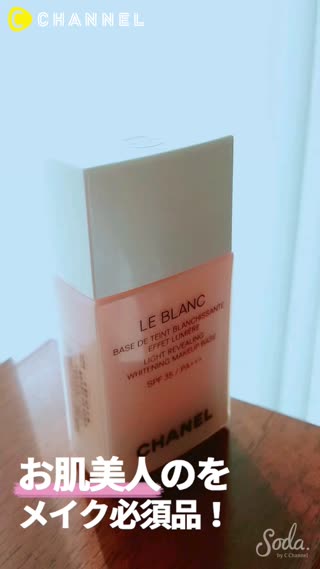 C CHANNEL
LE BLANC
BASE DE TEINT BLANCHISSANTE
EFFET LUMIÈRE
LIGHT REVEALING
WHITENING MAKEUP BASE
SPF 35 / PA+++
CHANEL
お肌美人のを
メイク必須品！
Soda.
by C Channel